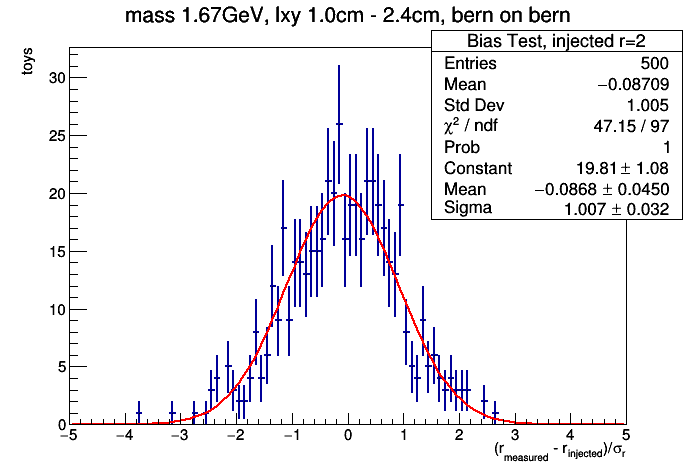 mass 1.67GeV, lxy 1.0cm - 2.4cm, bern on bern
Bias Test, injected r=2
Entries 500
Mean −0.08709
Std Dev 1.005
χ² / ndf 47.15 / 97
Prob 1
Constant 19.81 ± 1.08
Mean −0.0868 ± 0.0450
Sigma 1.007 ± 0.032
toys
30
25
20
15
10
5
0
−5 −4 −3 −2 −1 0 1 2 3 4 5
(r_measured - r_injected)/σ_r